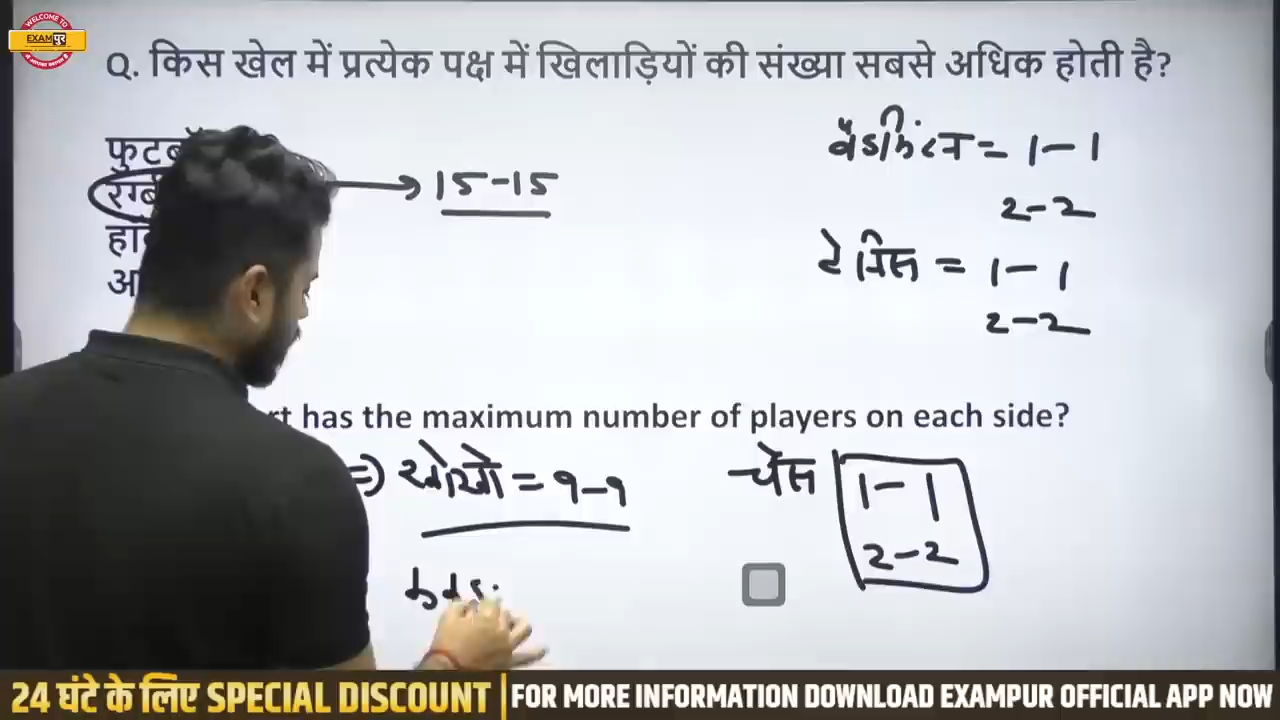 WELCOME TO
EXAMपुर
Q. किस खेल में प्रत्येक पक्ष में खिलाड़ियों की संख्या सबसे अधिक होती है?
15-15
बैडमिंटन = 1-1
2-2
टेनिस = 1-1
2-2
has the maximum number of players on each side?
=) खोखो = 9-9
चेस 1-1
2-2
24 घंटे के लिए SPECIAL DISCOUNT
FOR MORE INFORMATION DOWNLOAD EXAMPUR OFFICIAL APP NOW